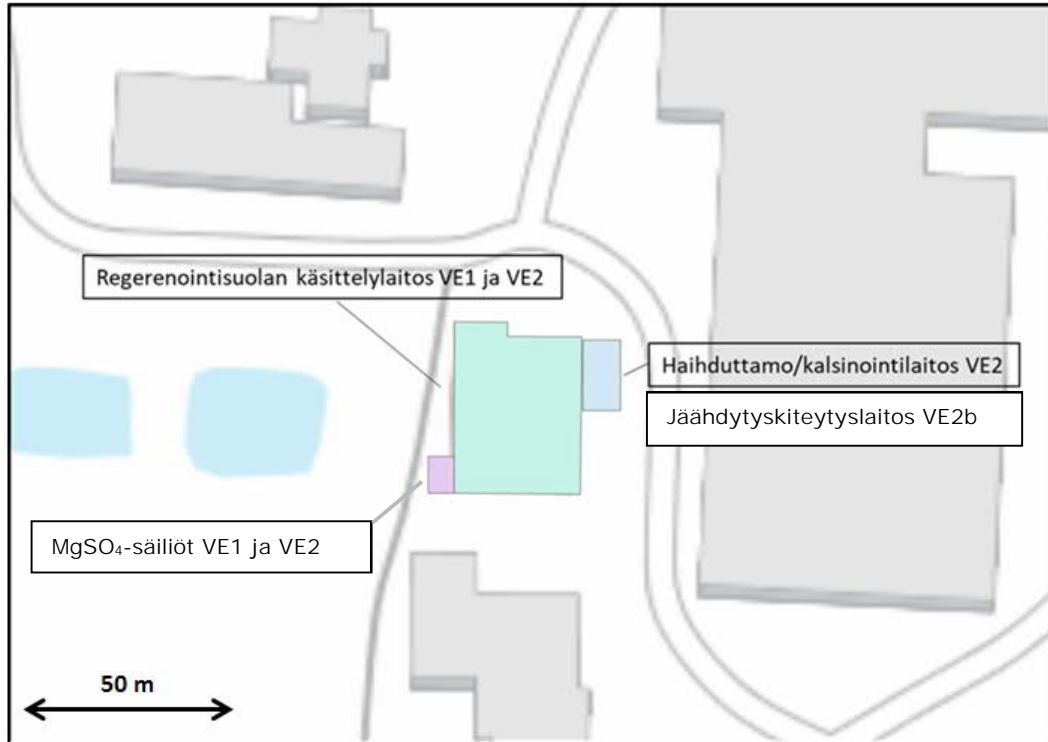 Regerenointisuolan käsittelylaitos VE1 ja VE2
Haihduttamo/kalsinointilaitos VE2
Jäähdytyskiteytyslaitos VE2b
MgSO₄-säiliöt VE1 ja VE2
50 m